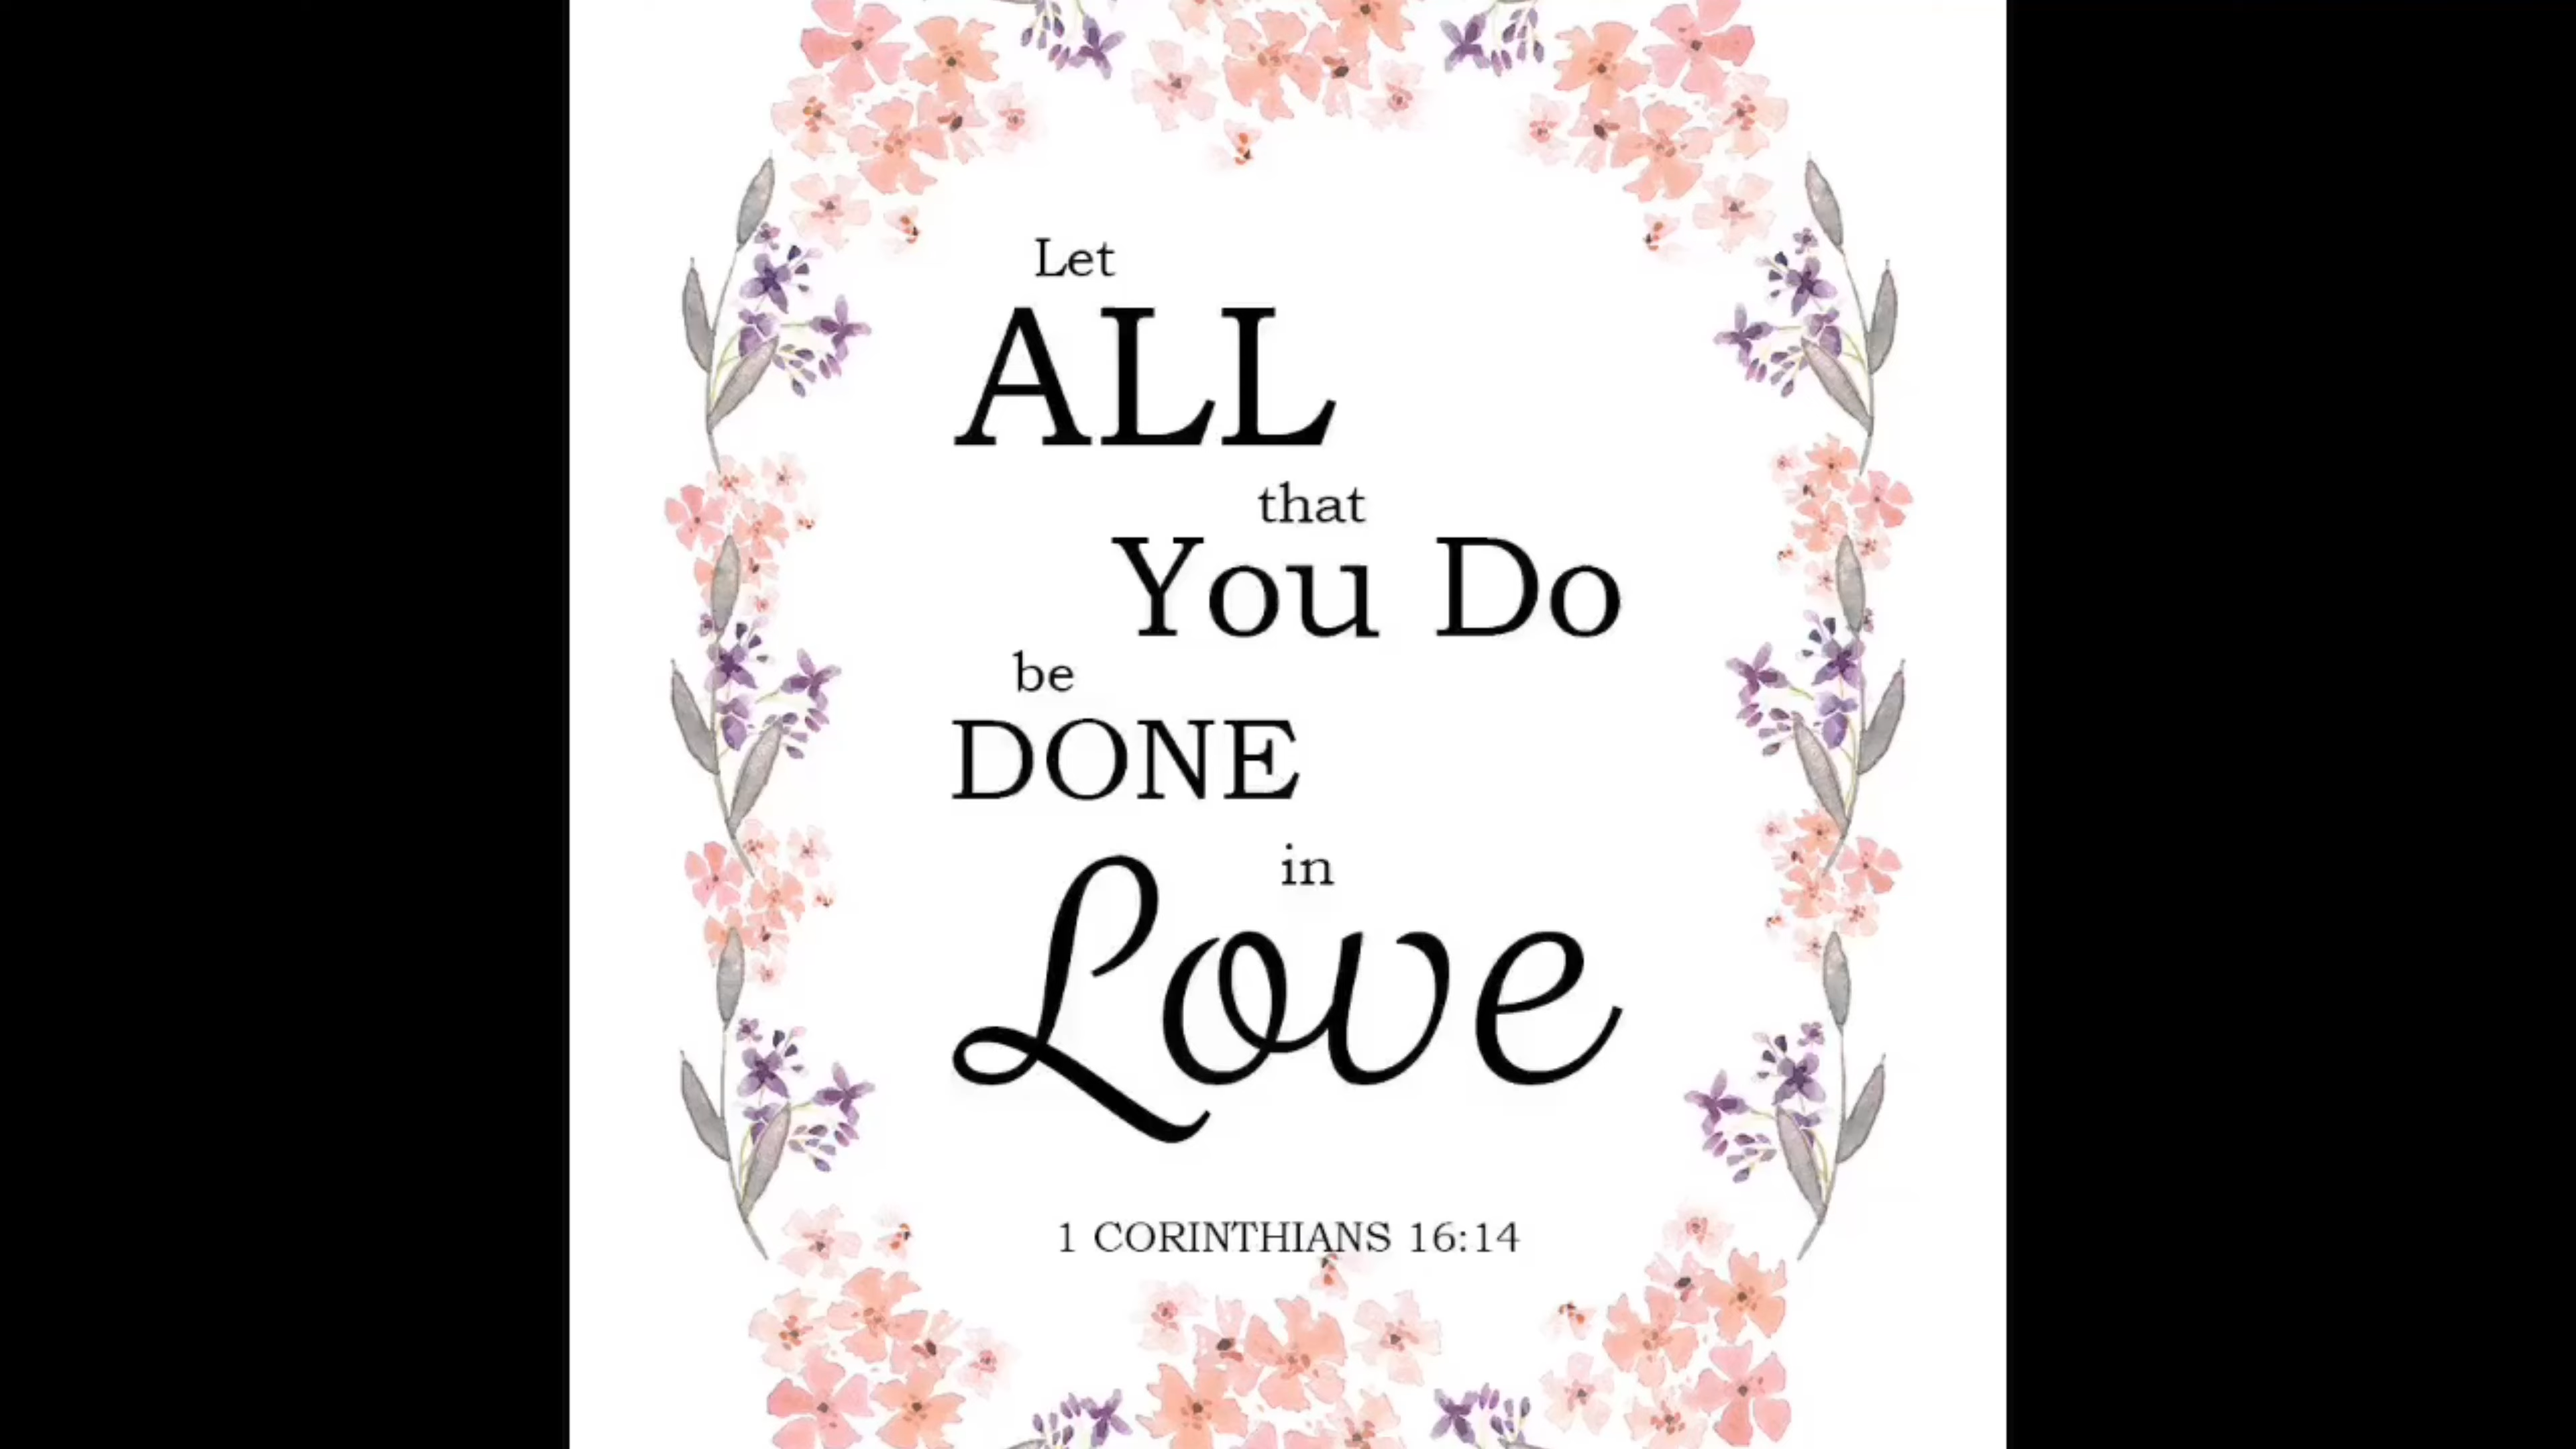 Let
ALL
that
You Do
be
DONE
in
Love
1 CORINTHIANS 16:14